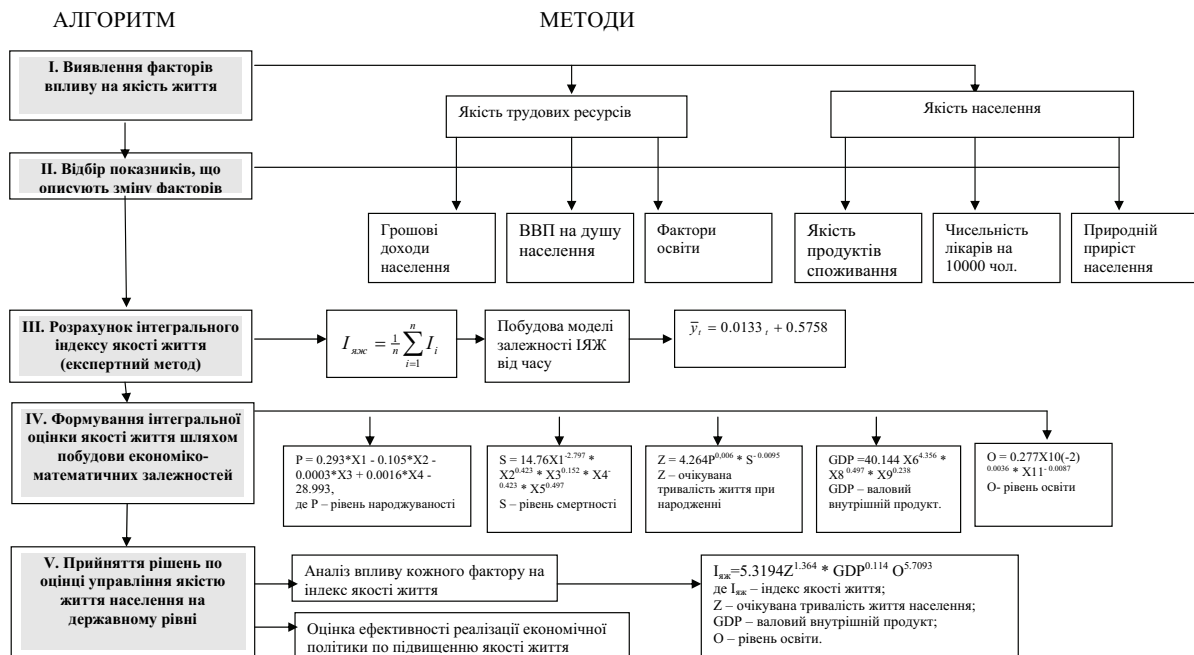 АЛГОРИТМ
МЕТОДИ
І. Виявлення факторів
впливу на якість життя
Якість трудових ресурсів
Якість населення
ІІ. Відбір показників, що
описують зміну факторів
Грошові
доходи
населення
ВВП на душу
населення
Фактори
освіти
Якість
продуктів
споживання
Чисельність
лікарів на
10000 чол.
Природній
приріст
населення
ІІІ. Розрахунок інтегрального
індексу якості життя
(експертний метод)
I яж = 1/n ∑ i=1 n I i
Побудова моделі
залежності ІЯЖ
від часу
y̅ t = 0.0133 t + 0.5758
IV. Формування інтегральної
оцінки якості життя шляхом
побудови економіко-
математичних залежностей
P = 0.293*X1 - 0.105*X2 -
0.0003*X3 + 0.0016*X4 -
28.993,
де P – рівень народжуваності
S = 14.76X1^-2.797 *
X2^0.423 * X3^0.152 * X4^-
0.423 * X5^0.497
S – рівень смертності
Z = 4.264P^0,006 * S^-0.0095
Z – очікувана
тривалість життя при
народженні
GDP =40.144 X6^4.356 *
X8^0.497 * X9^0.238
GDP – валовий
внутрішній продукт.
O = 0.277X10(-2)
^0.0036 * X11^-0.0087
O- рівень освіти
V. Прийняття рішень по
оцінці управління якістю
життя населення на
державному рівні
Аналіз впливу кожного фактору на
індекс якості життя
Оцінка ефективності реалізації економічної
політики по підвищенню якості життя
Iяж=5.3194Z^1.364 * GDP^0.114 O^5.7093
де Iяж – індекс якості життя;
Z – очікувана тривалість життя населення;
GDP – валовий внутрішній продукт;
O – рівень освіти.